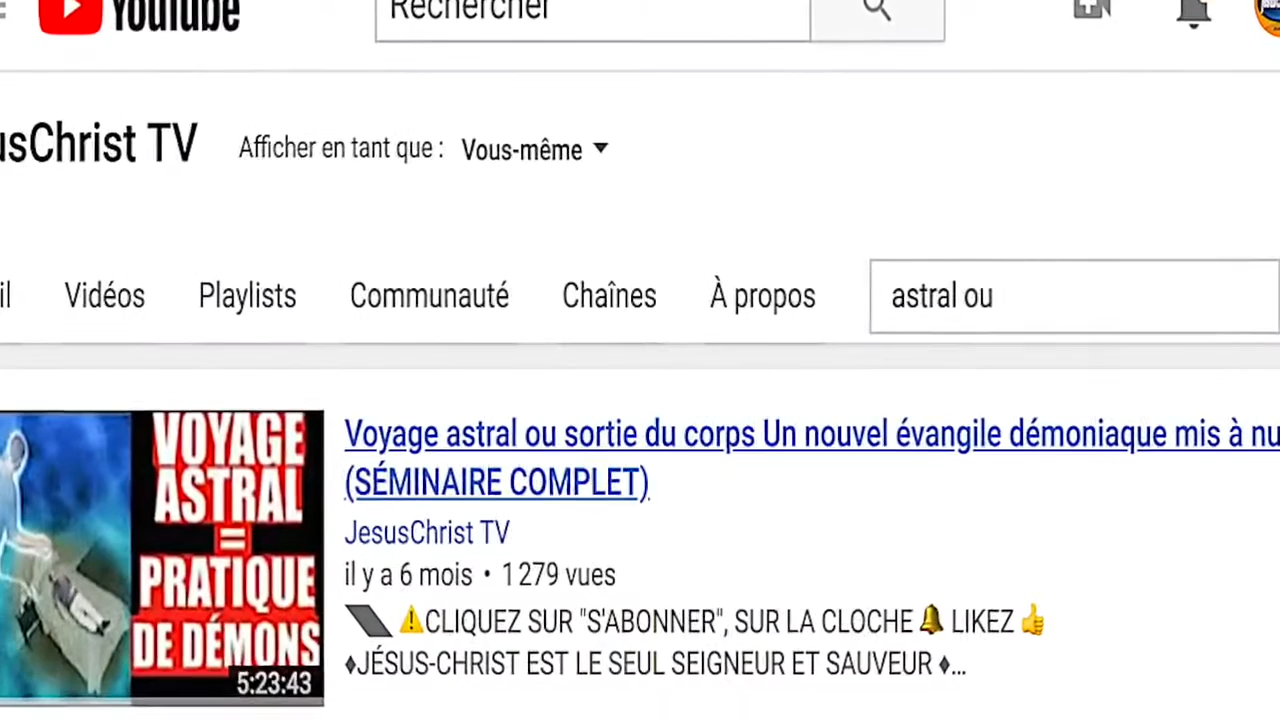 YouTube
Rechercher
usChrist TV
Afficher en tant que :
Vous-même
il
Vidéos
Playlists
Communauté
Chaînes
À propos
astral ou
VOYAGE
ASTRAL
=
PRATIQUE
DE DÉMONS
5:23:43
Voyage astral ou sortie du corps Un nouvel évangile démoniaque mis à nu
(SÉMINAIRE COMPLET)
JesusChrist TV
il y a 6 mois • 1 279 vues
⚠️CLIQUEZ SUR "S'ABONNER", SUR LA CLOCHE 🔔 LIKEZ 👍
♦JÉSUS-CHRIST EST LE SEUL SEIGNEUR ET SAUVEUR ♦...